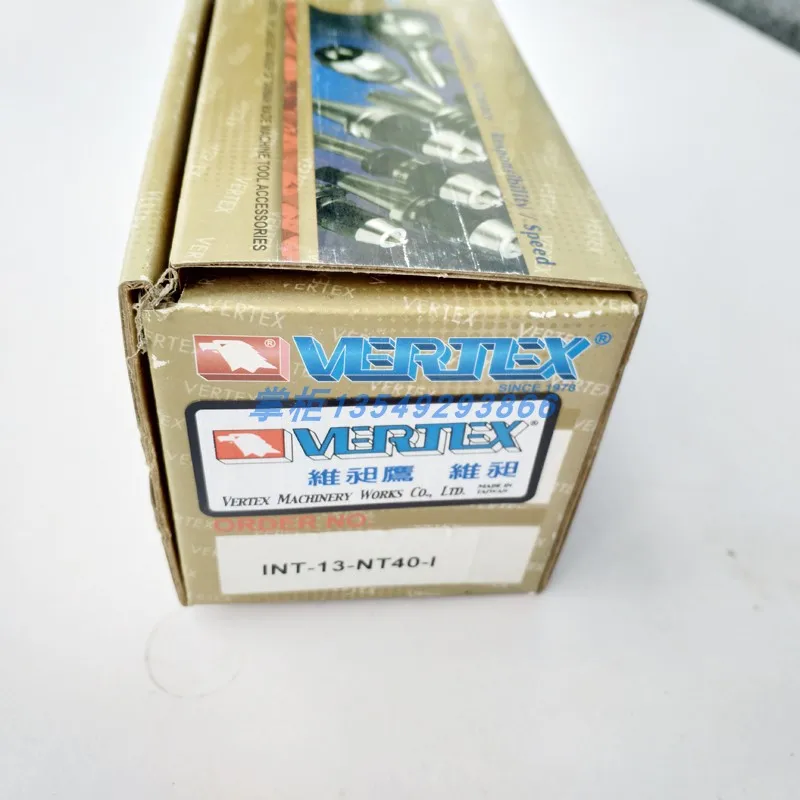 WIDE MACHINE TOOL ACCESSORIES
Responsibility / Speed
VERTEX
VERTEX
VERTEX
VERTEX®
SINCE 1978
掌柜13549293866
VERTEX®
維昶鷹 維昶
VERTEX MACHINERY WORKS CO., LTD. MADE IN TAIWAN
ORDER NO
INT-13-NT40-I